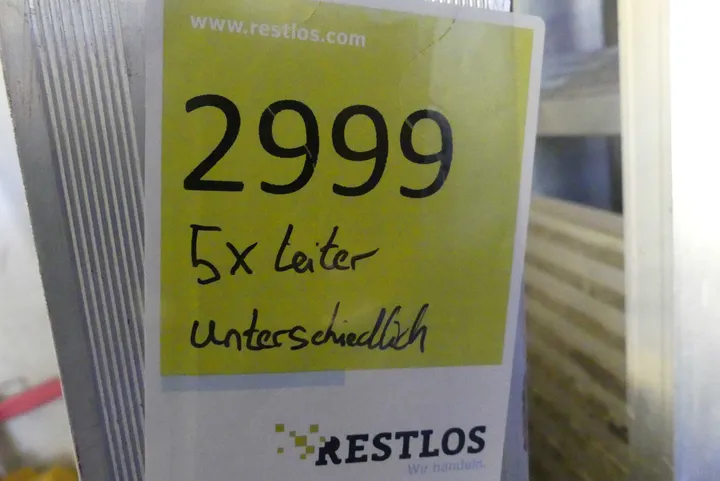 www.restlos.com
2999
5x Leiter
unterschiedlich
RESTLOS
Wir handeln.